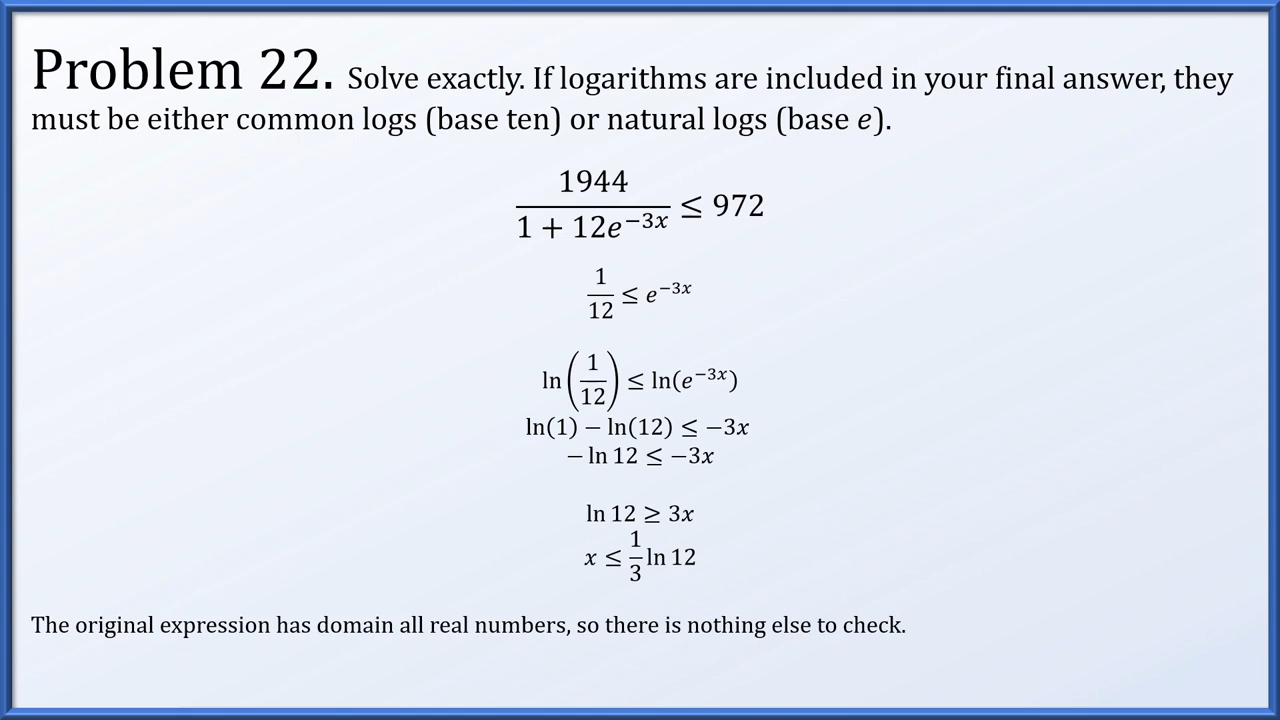 Problem 22. Solve exactly. If logarithms are included in your final answer, they
must be either common logs (base ten) or natural logs (base e).
1944/(1 + 12e^(−3x)) ≤ 972
1/12 ≤ e^(−3x)
ln(1/12) ≤ ln(e^(−3x))
ln(1) − ln(12) ≤ −3x
− ln 12 ≤ −3x
ln 12 ≥ 3x
x ≤ 1/3 ln 12
The original expression has domain all real numbers, so there is nothing else to check.